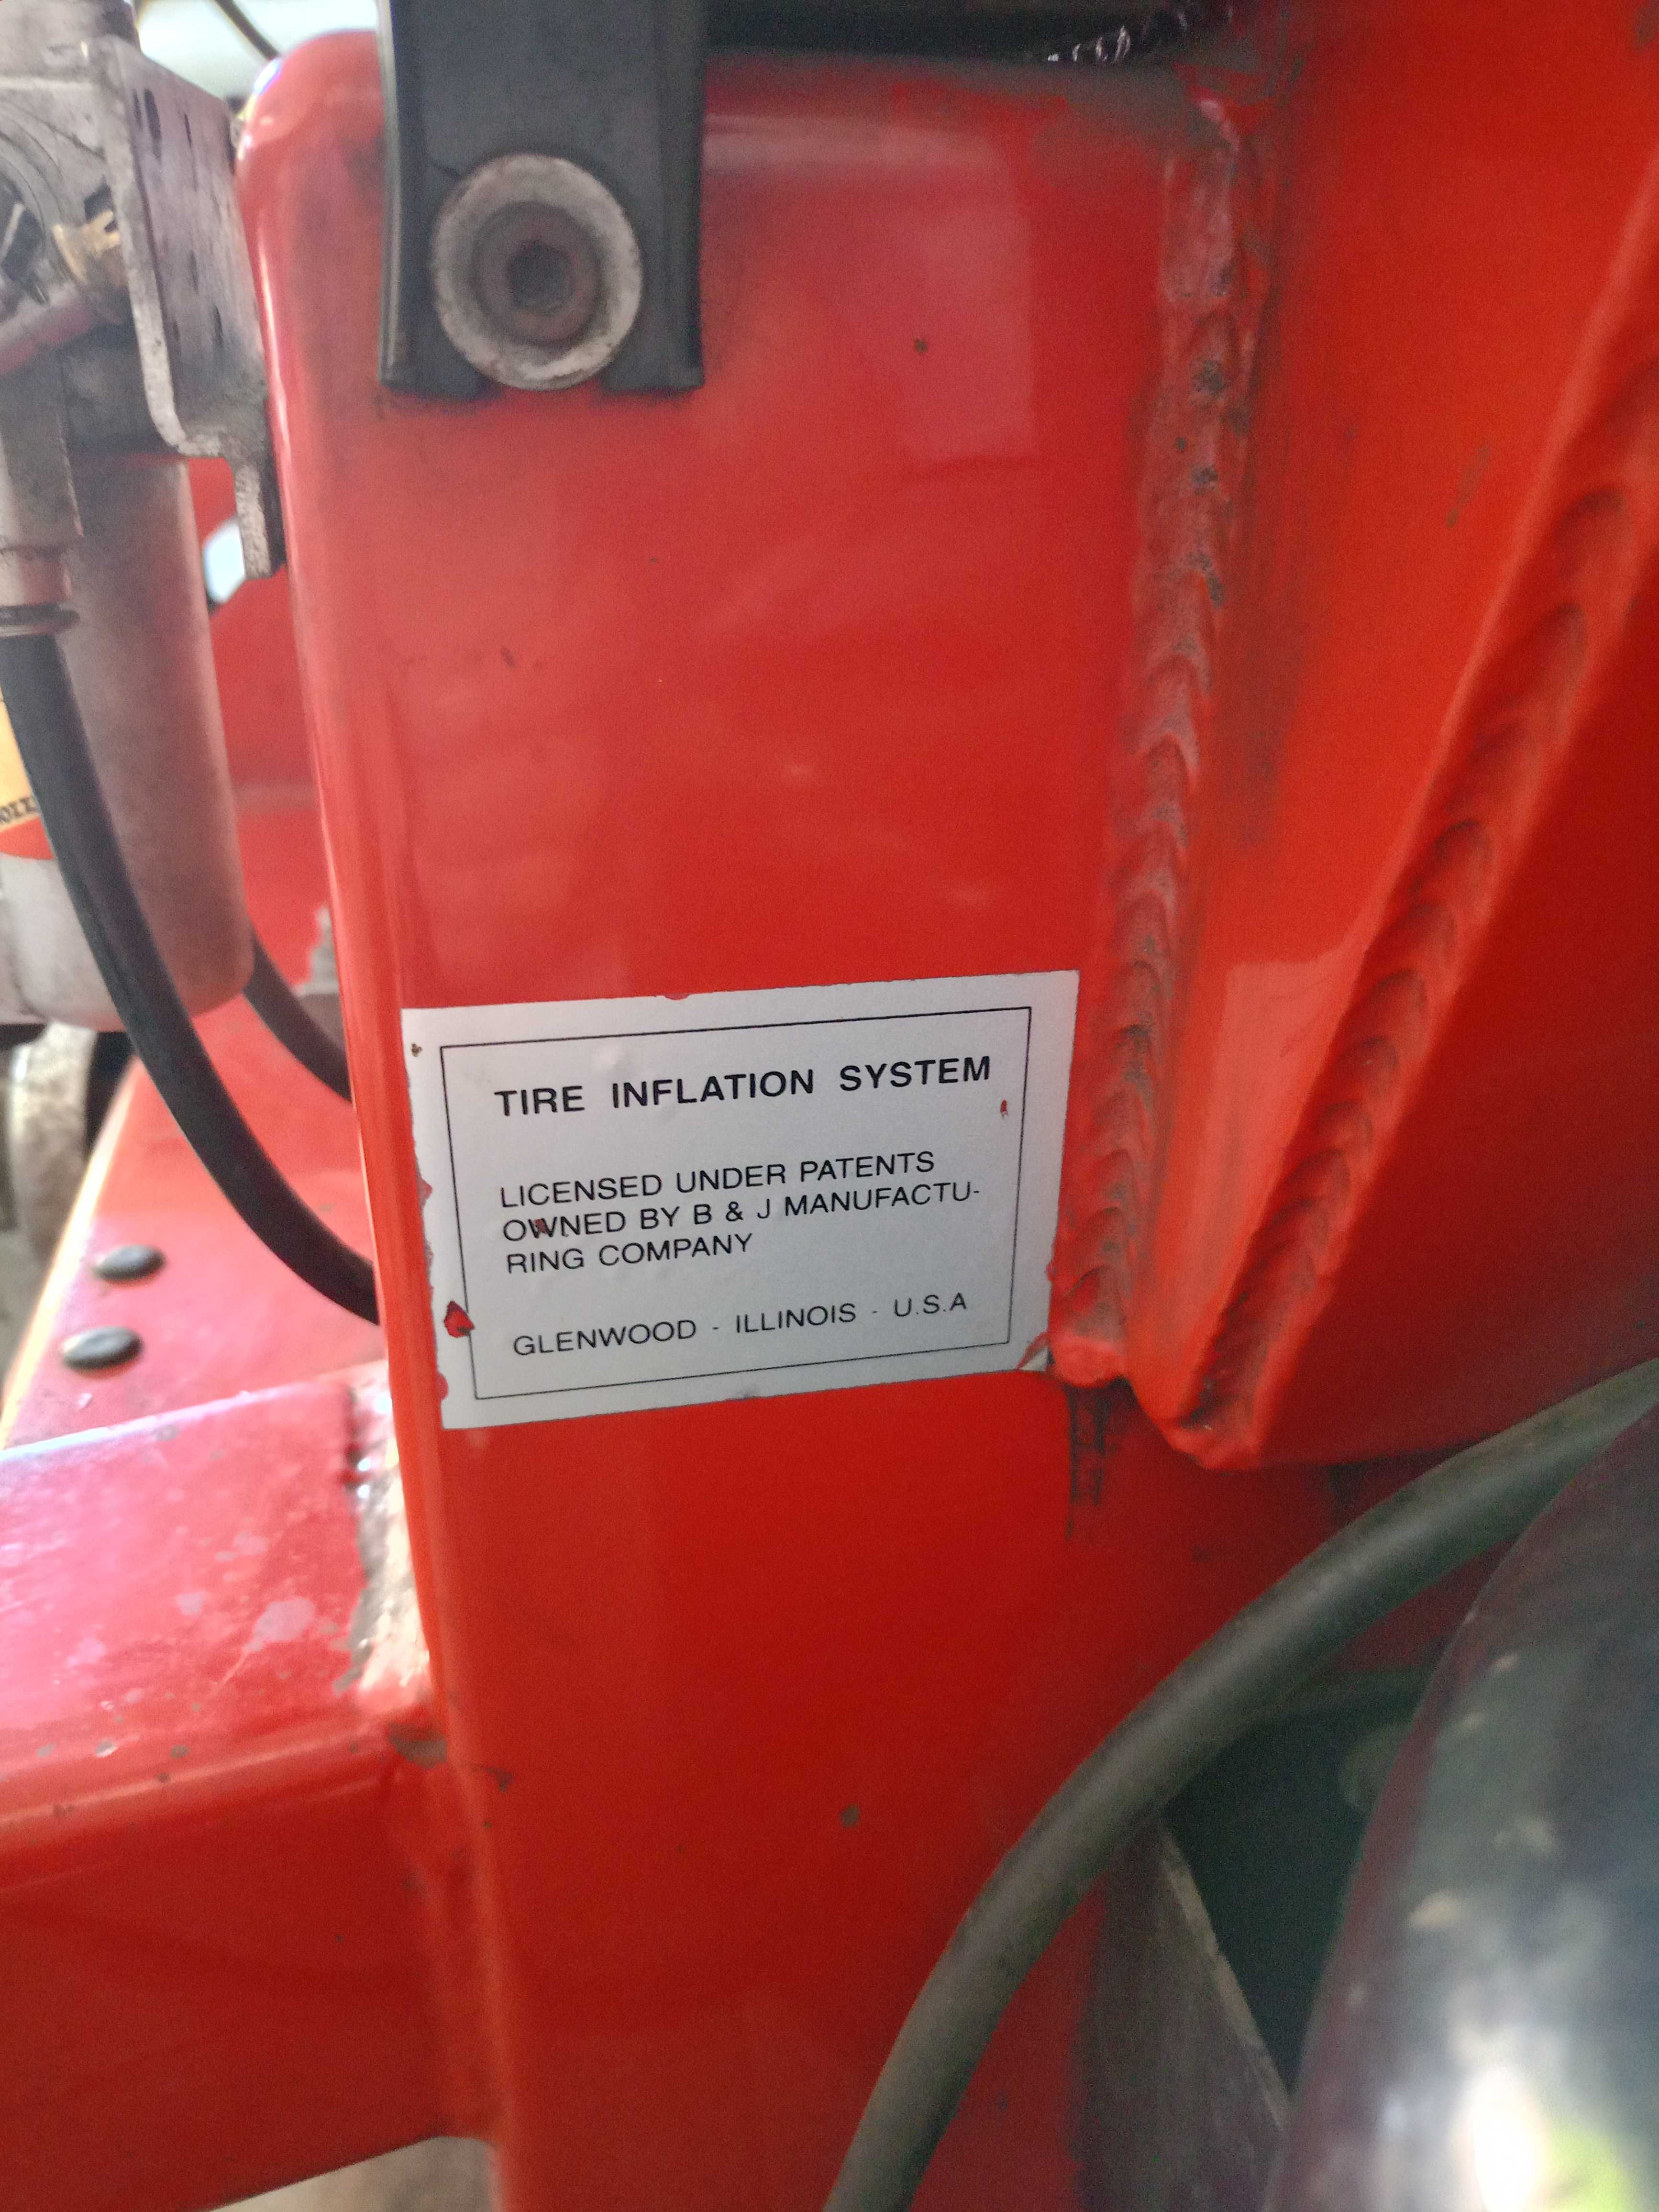 TIRE INFLATION SYSTEM
LICENSED UNDER PATENTS
OWNED BY B & J MANUFACTU-
RING COMPANY
GLENWOOD - ILLINOIS - U.S.A